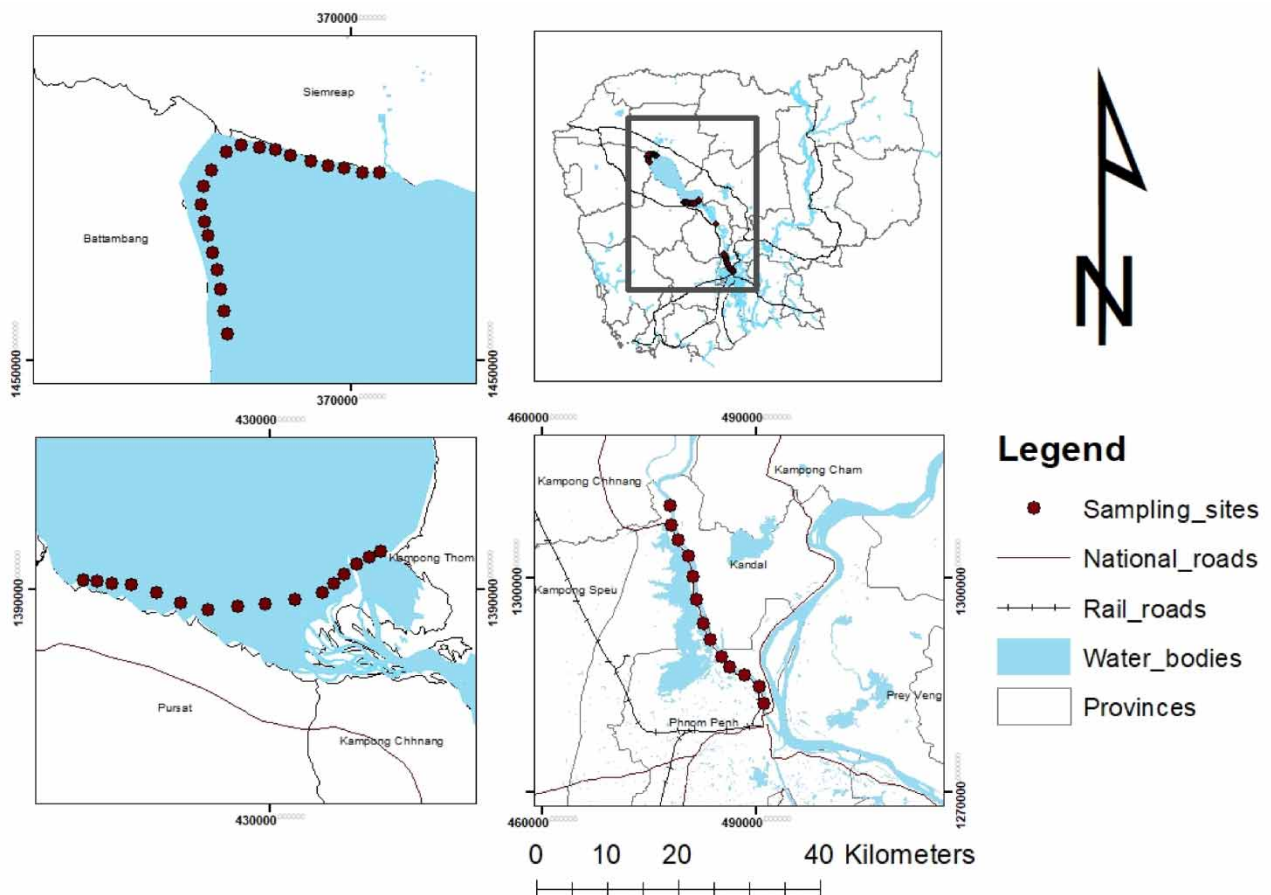 370000
Siemreap
Battambang
1450000
1450000
370000
N
430000
Kampong Thom
1390000
1390000
Pursat
Kampong Chhnang
430000
460000
490000
Kampong Chhnang
Kampong Cham
Kandal
Kampong Speu
1300000
Prey Veng
Phnom Penh
1270000
460000
490000
Legend
Sampling_sites
National_roads
Rail_roads
Water_bodies
Provinces
0 10 20 40 Kilometers